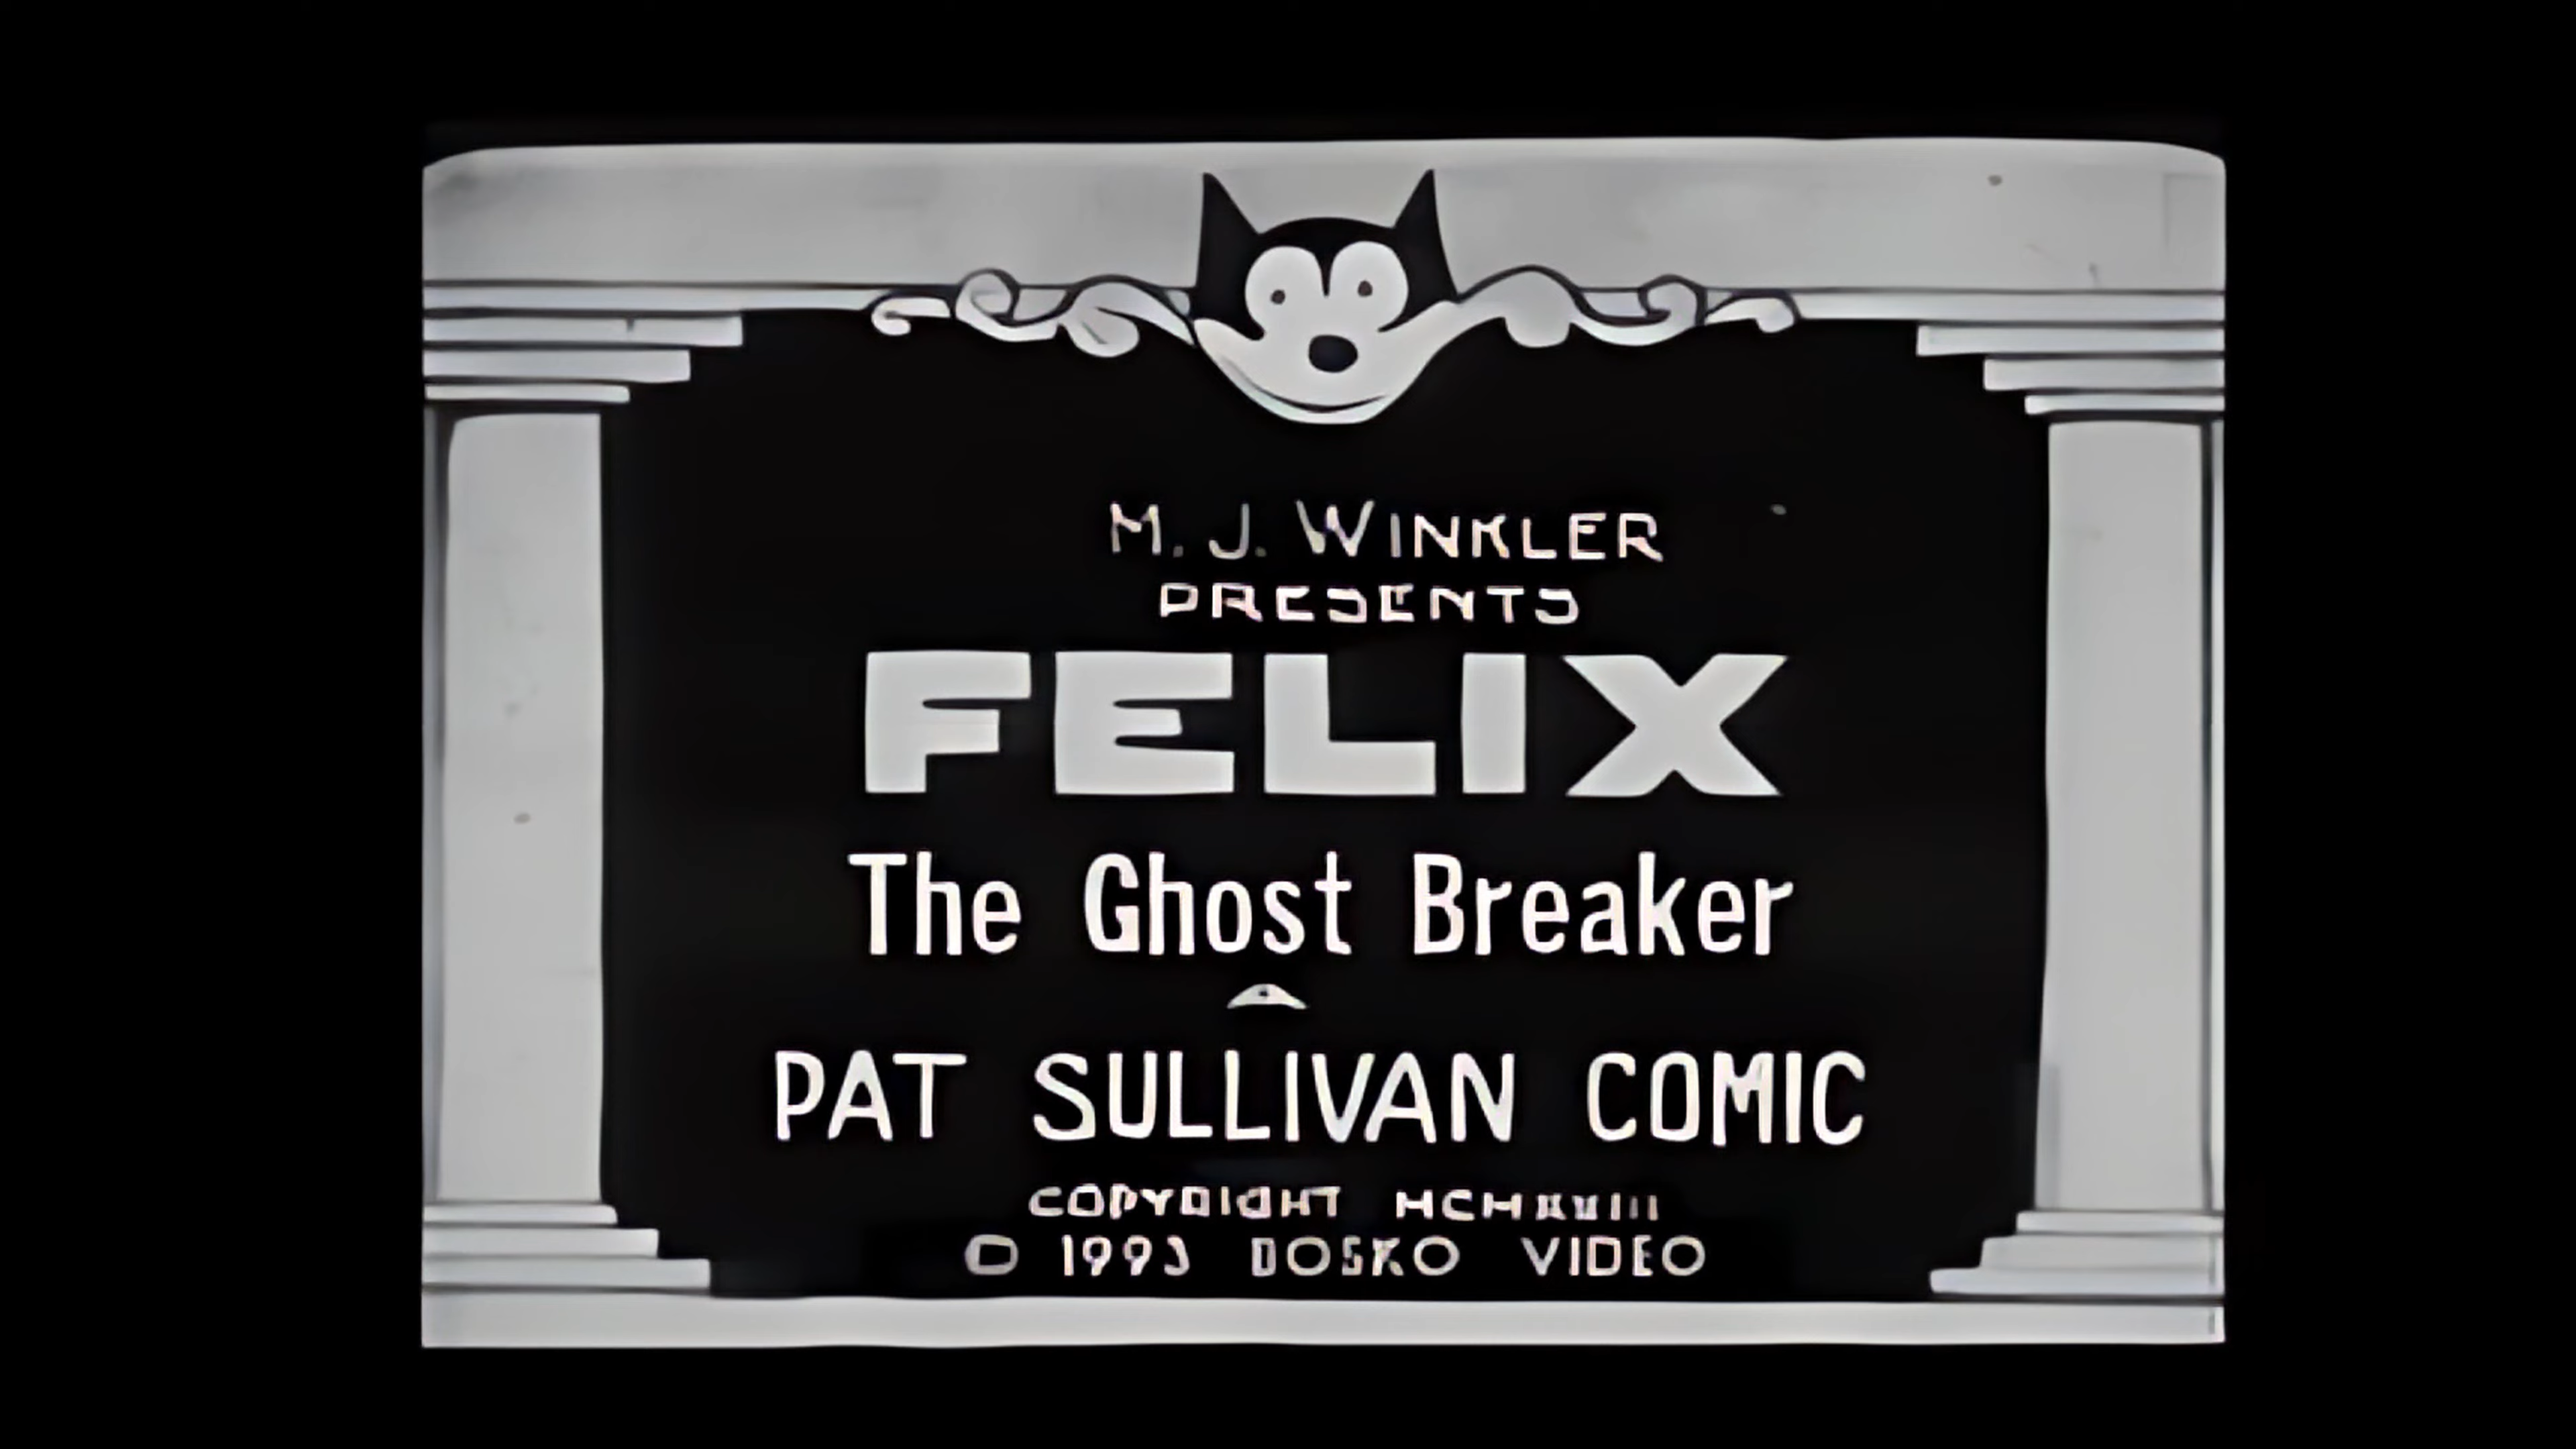 M. J. WINKLER
PRESENTS
FELIX
The Ghost Breaker
A
PAT SULLIVAN COMIC
COPYRIGHT MCMXXIII
© 1993 BOSKO VIDEO